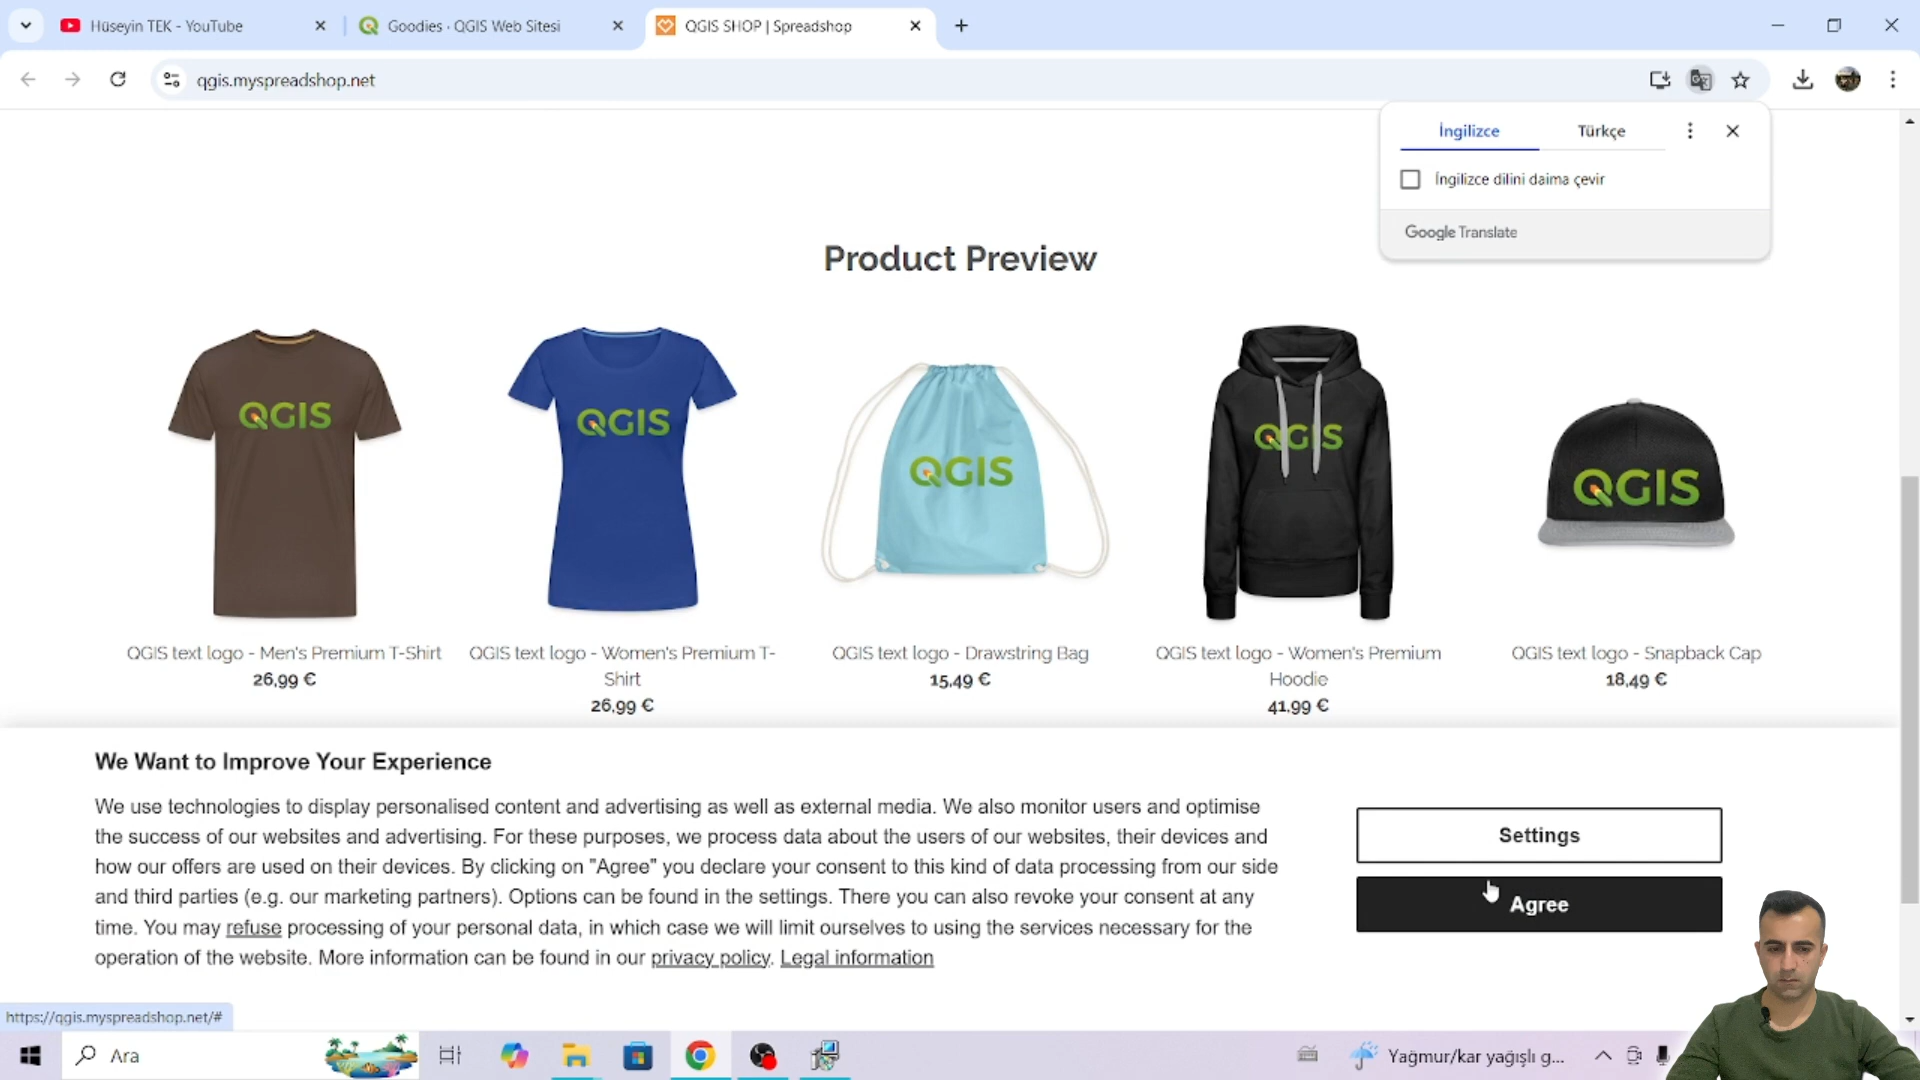 Hüseyin TEK - YouTube
Goodies · QGIS Web Sitesi
QGIS SHOP | Spreadshop
qgis.myspreadshop.net
İngilizce
Türkçe
İngilizce dilini daima çevir
Google Translate
Product Preview
QGIS
QGIS
QGIS
QGIS
QGIS
QGIS text logo - Men's Premium T-Shirt
26,99 €
QGIS text logo - Women's Premium T-
Shirt
26,99 €
QGIS text logo - Drawstring Bag
15,49 €
QGIS text logo - Women's Premium
Hoodie
41,99 €
QGIS text logo - Snapback Cap
18,49 €
We Want to Improve Your Experience
We use technologies to display personalised content and advertising as well as external media. We also monitor users and optimise
the success of our websites and advertising. For these purposes, we process data about the users of our websites, their devices and
how our offers are used on their devices. By clicking on "Agree" you declare your consent to this kind of data processing from our side
and third parties (e.g. our marketing partners). Options can be found in the settings. There you can also revoke your consent at any
time. You may refuse processing of your personal data, in which case we will limit ourselves to using the services necessary for the
operation of the website. More information can be found in our privacy policy. Legal information
Settings
Agree
https://qgis.myspreadshop.net/#
Ara
Yağmur/kar yağışlı g...